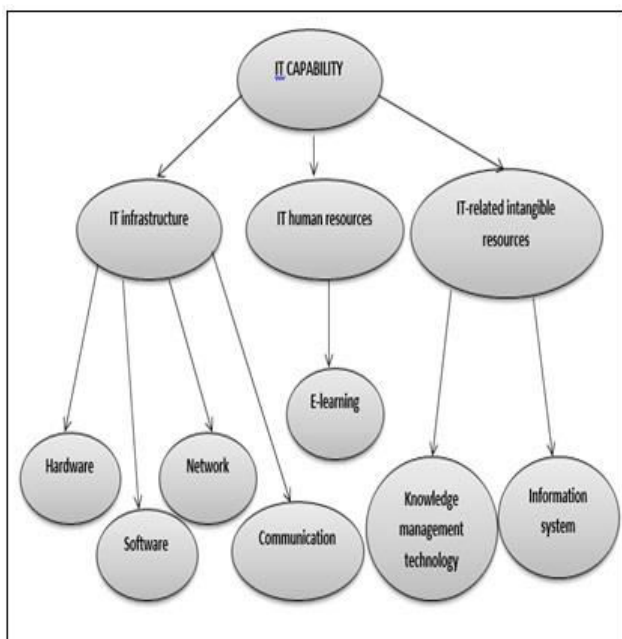 IT CAPABILITY
IT infrastructure
IT human resources
IT-related intangible
resources
E-learning
Hardware
Network
Software
Communication
Knowledge
management
technology
Information
system